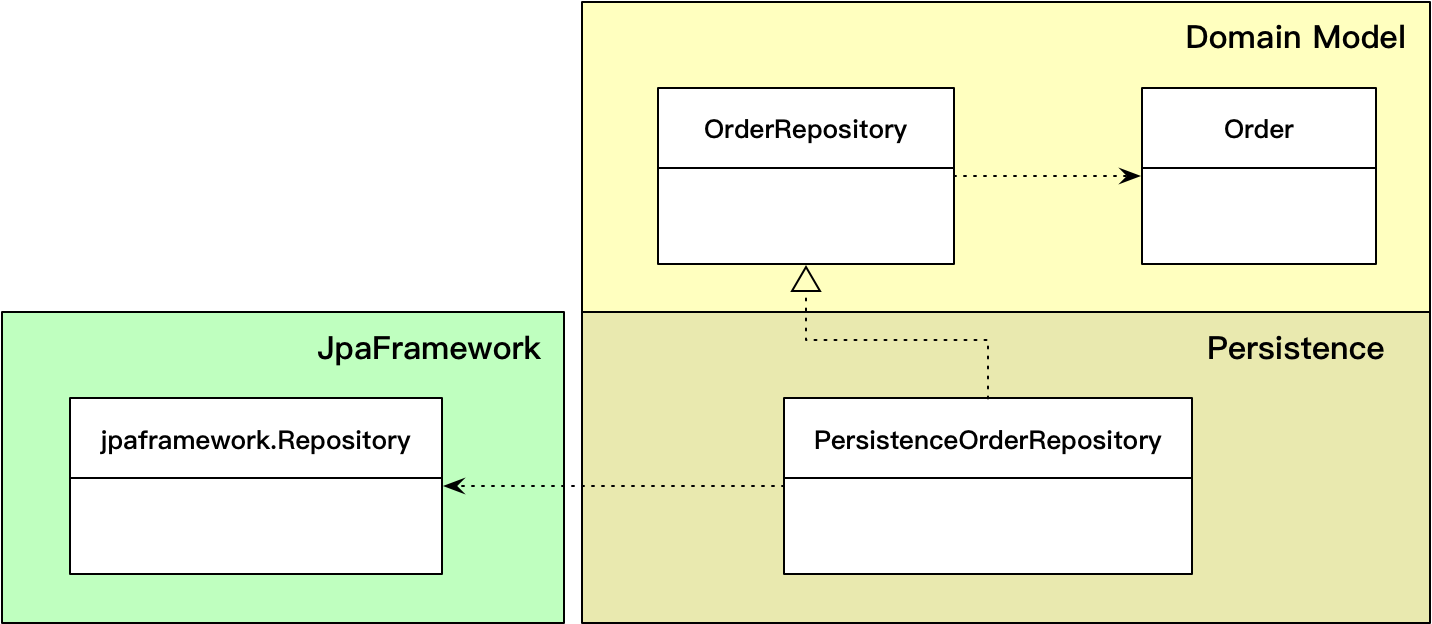 Domain Model
OrderRepository
Order
JpaFramework
Persistence
jpaframework.Repository
PersistenceOrderRepository